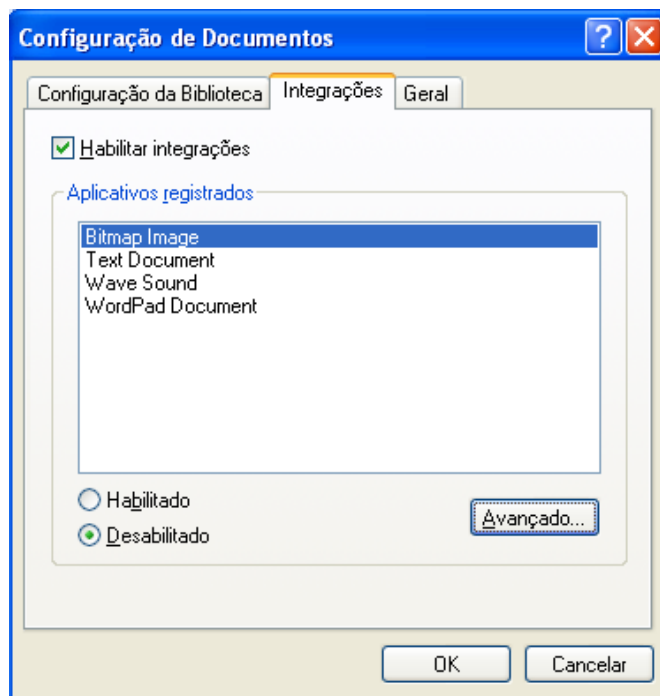 Configuração de Documentos
Configuração da Biblioteca Integrações Geral
Habilitar integrações
Aplicativos registrados
Bitmap Image
Text Document
Wave Sound
WordPad Document
Habilitado
Avançado...
Desabilitado
OK Cancelar